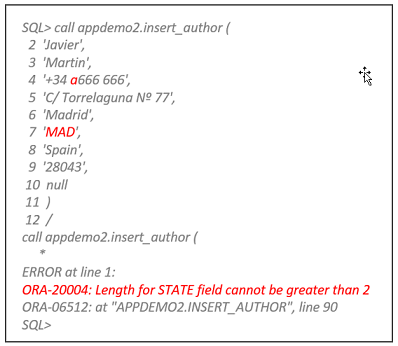 SQL> call appdemo2.insert_author (
2 'Javier',
3 'Martin',
4 '+34 a666 666',
5 'C/ Torrelaguna Nº 77',
6 'Madrid',
7 'MAD',
8 'Spain',
9 '28043',
10 null
11 )
12 /
call appdemo2.insert_author (
*
ERROR at line 1:
ORA-20004: Length for STATE field cannot be greater than 2
ORA-06512: at "APPDEMO2.INSERT_AUTHOR", line 90
SQL>